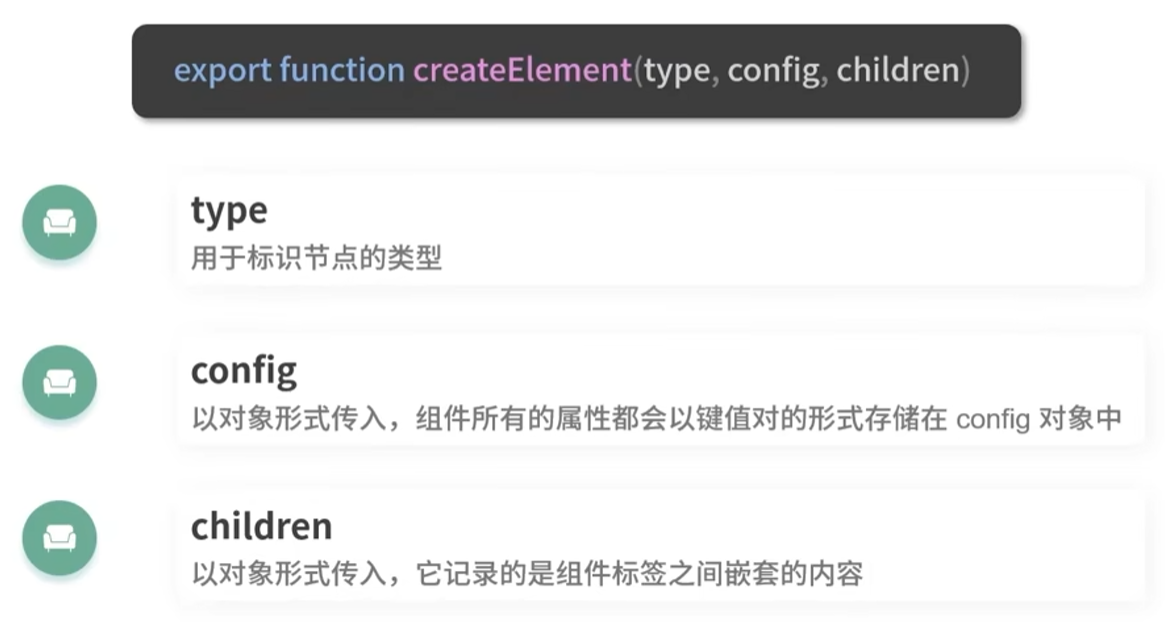 export function createElement(type, config, children)
type
用于标识节点的类型
config
以对象形式传入，组件所有的属性都会以键值对的形式存储在 config 对象中
children
以对象形式传入，它记录的是组件标签之间嵌套的内容